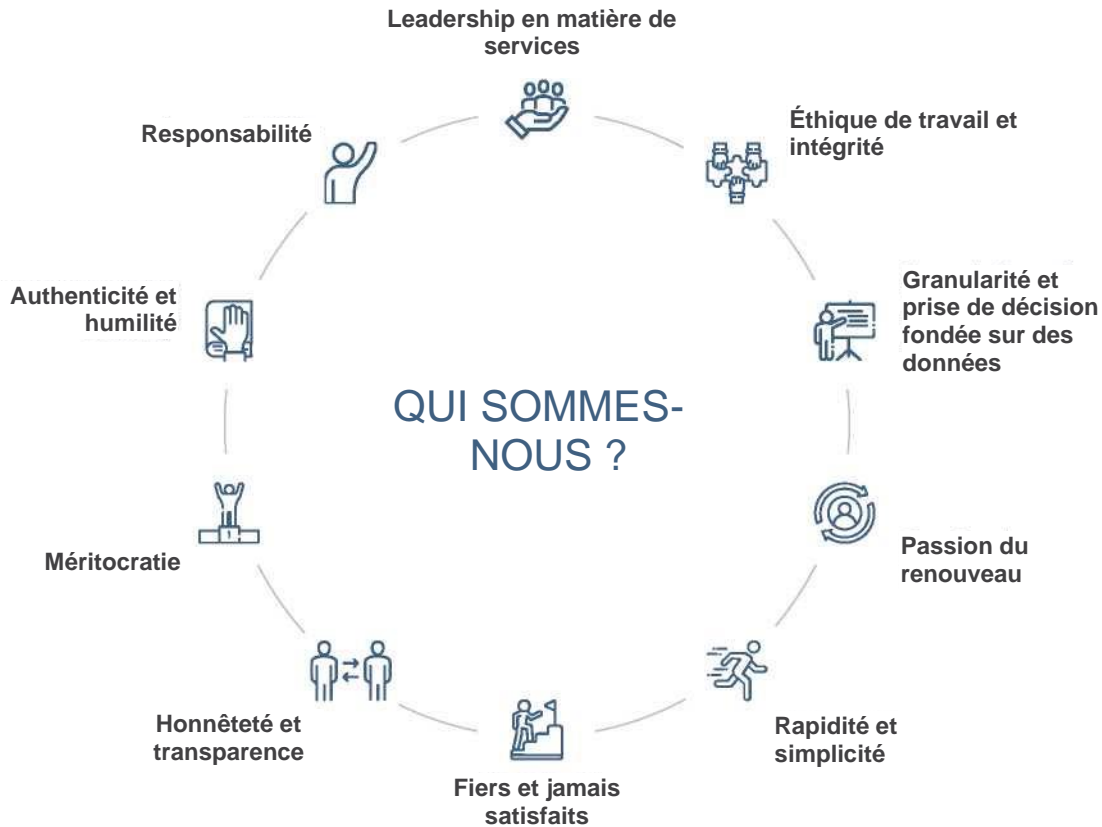 Leadership en matière de
services
Responsabilité
Éthique de travail et
intégrité
Authenticité et
humilité
Granularité et
prise de décision
fondée sur des
données
QUI SOMMES-
NOUS ?
Méritocratie
Passion du
renouveau
Honnêteté et
transparence
Rapidité et
simplicité
Fiers et jamais
satisfaits